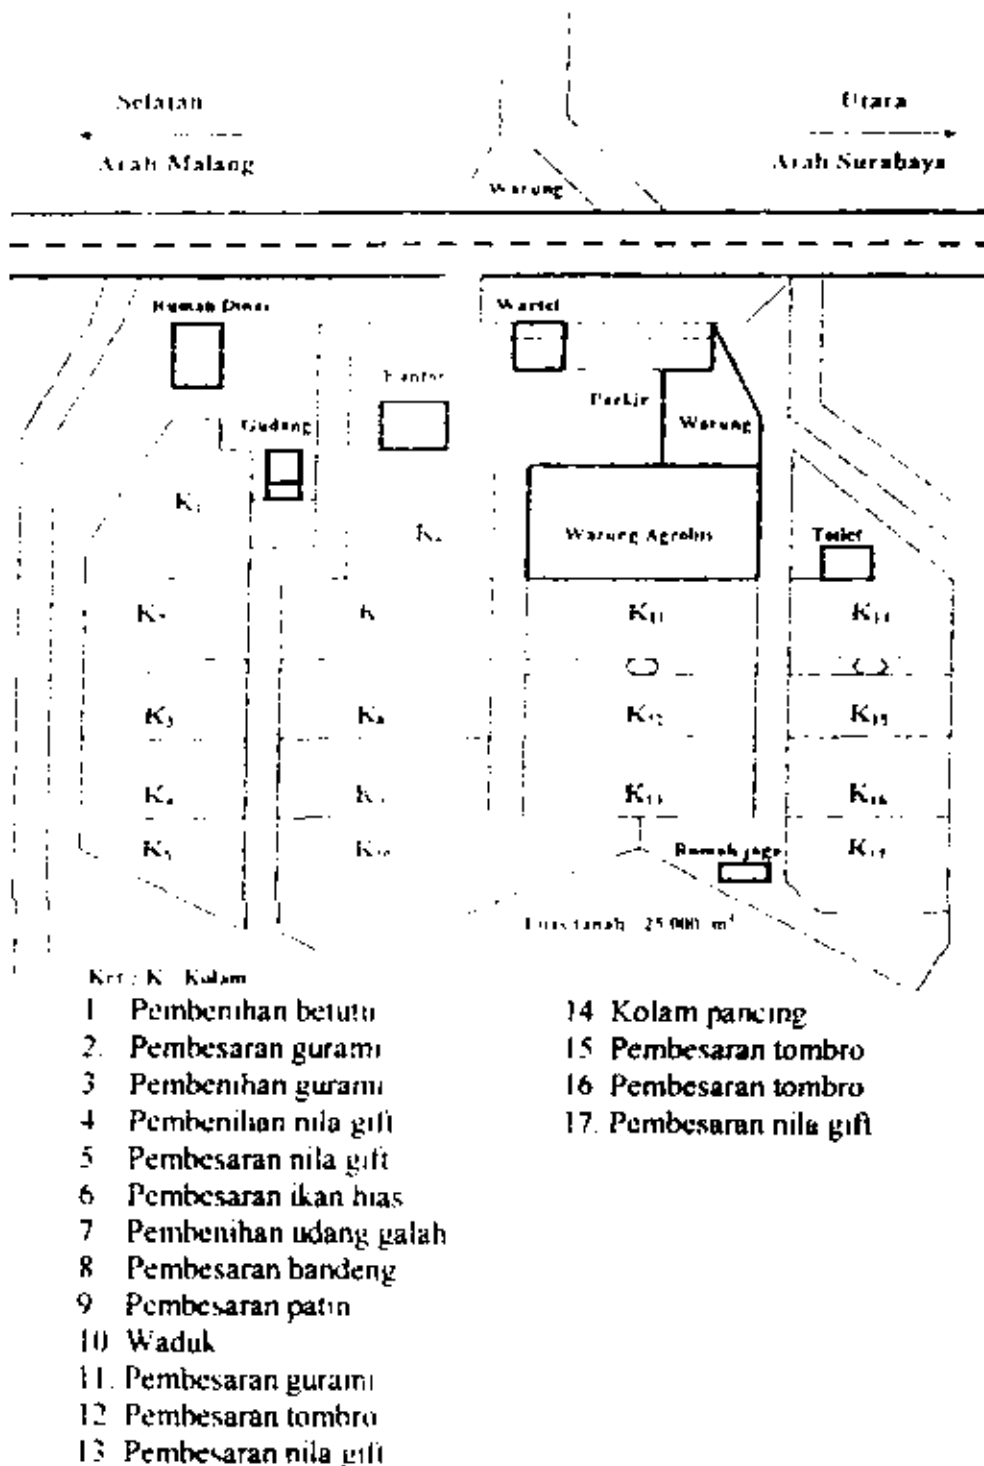 Selatan
Utara
Arah Malang
Arah Surabaya
Warung
Rumah Dinas
Wartel
Kantor
Parkir
Gudang
Warung
K1
Warung Agrobis
Toilet
K2
K
K11
K14
K3
K8
K12
K15
K4
K13
K16
K5
K10
Rumah jaga
K17
Luas tanah 25.000 m²
Ket : K Kolam
1 Pembenihan betutu
2. Pembesaran gurami
3 Pembenihan gurami
4 Pembenihan nila gift
5 Pembesaran nila gift
6 Pembesaran ikan hias
7 Pembenihan udang galah
8 Pembesaran bandeng
9 Pembesaran patin
10 Waduk
11. Pembesaran gurami
12 Pembesaran tombro
13 Pembesaran nila gift
14 Kolam pancing
15 Pembesaran tombro
16 Pembesaran tombro
17. Pembesaran nila gift